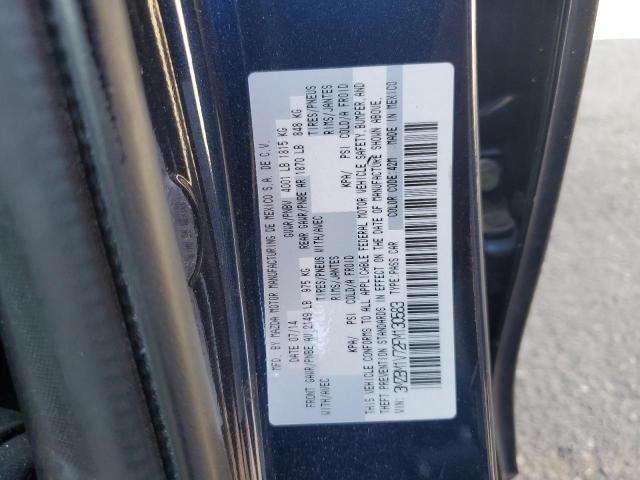 MFD. BY MAZDA MOTOR MANUFACTURING DE MEXICO S.A. DE C.V.
DATE 07/14 GVWR/PNBV 4001 LB 1815 KG
FRONT GAWR/PNBE AV 2149 LB 975 KG REAR GAWR/PNBE AR 1870 LB 848 KG
WITH/AVEC TIRES/PNEUS WITH/AVEC TIRES/PNEUS
RIMS/JANTES RIMS/JANTES
KPA/ PSI COLD/A FROID KPA/ PSI COLD/A FROID
THIS VEHICLE CONFORMS TO ALL APPLICABLE FEDERAL MOTOR VEHICLE SAFETY, BUMPER, AND
THEFT PREVENTION STANDARDS IN EFFECT ON THE DATE OF MANUFACTURE SHOWN ABOVE.
VIN: TYPE: PASS CAR COLOR CODE: 42M MADE IN MEXICO